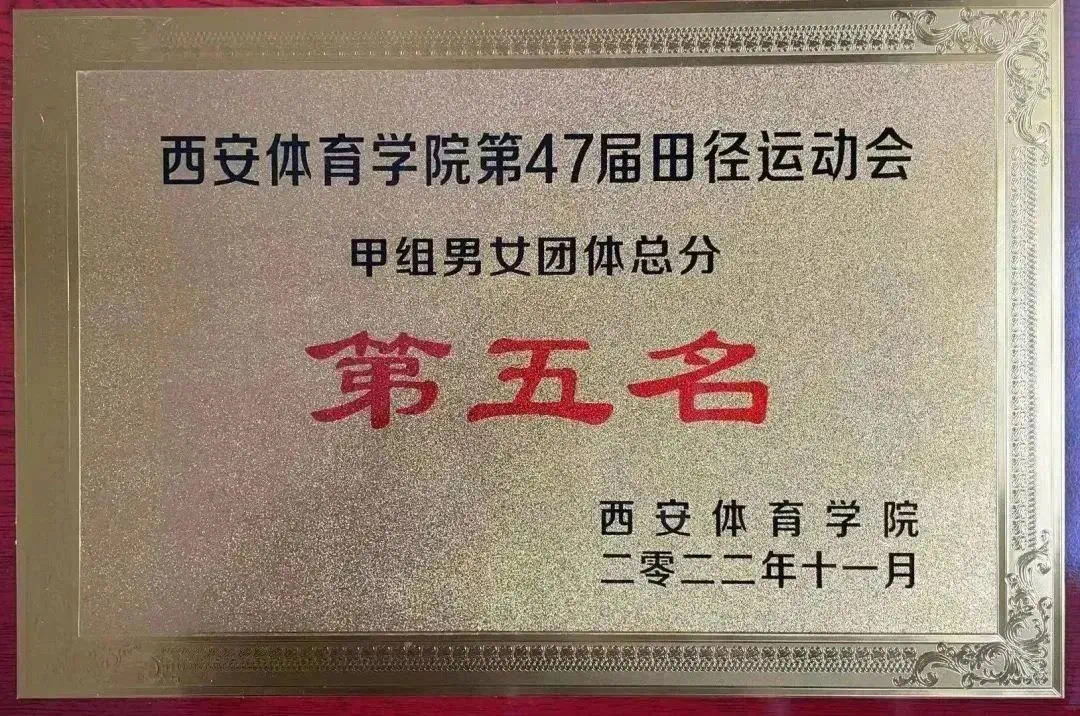 西安体育学院第47届田径运动会
甲组男女团体总分
第五名
西安体育学院
二零二二年十一月